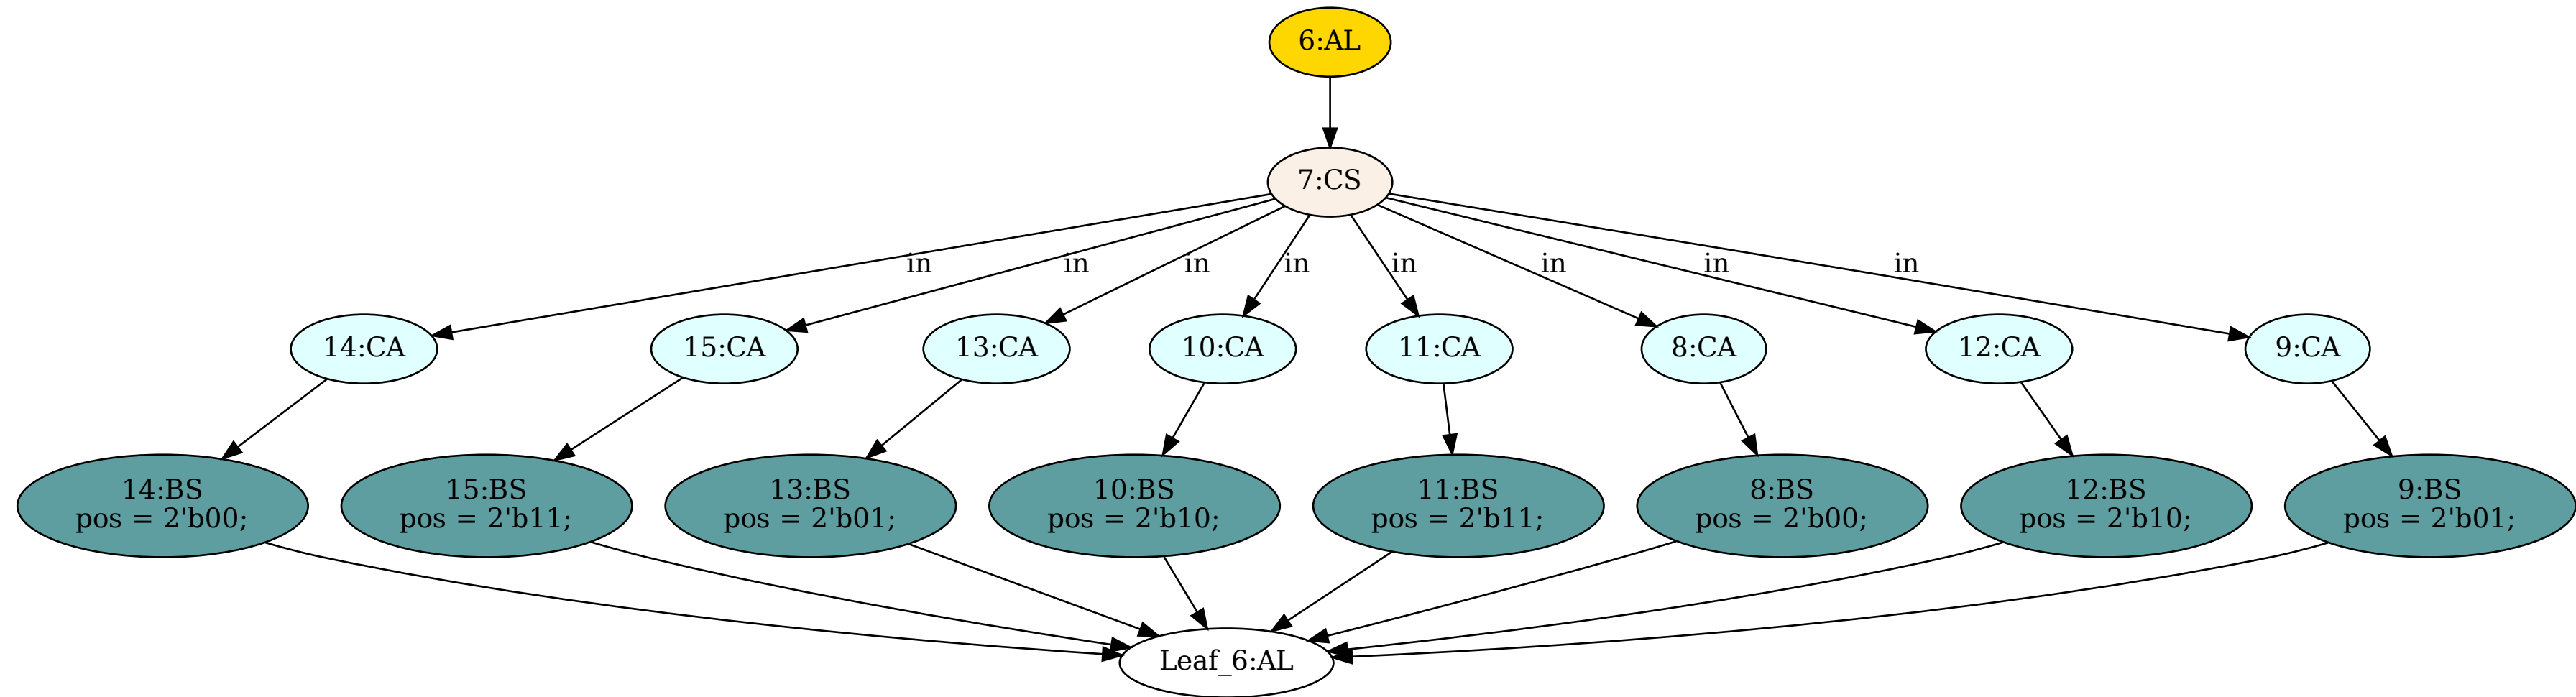 6:AL
7:CS
in
in
in
in
in
in
in
in
14:CA
15:CA
13:CA
10:CA
11:CA
8:CA
12:CA
9:CA
14:BS
pos = 2'b00;
15:BS
pos = 2'b11;
13:BS
pos = 2'b01;
10:BS
pos = 2'b10;
11:BS
pos = 2'b11;
8:BS
pos = 2'b00;
12:BS
pos = 2'b10;
9:BS
pos = 2'b01;
Leaf_6:AL